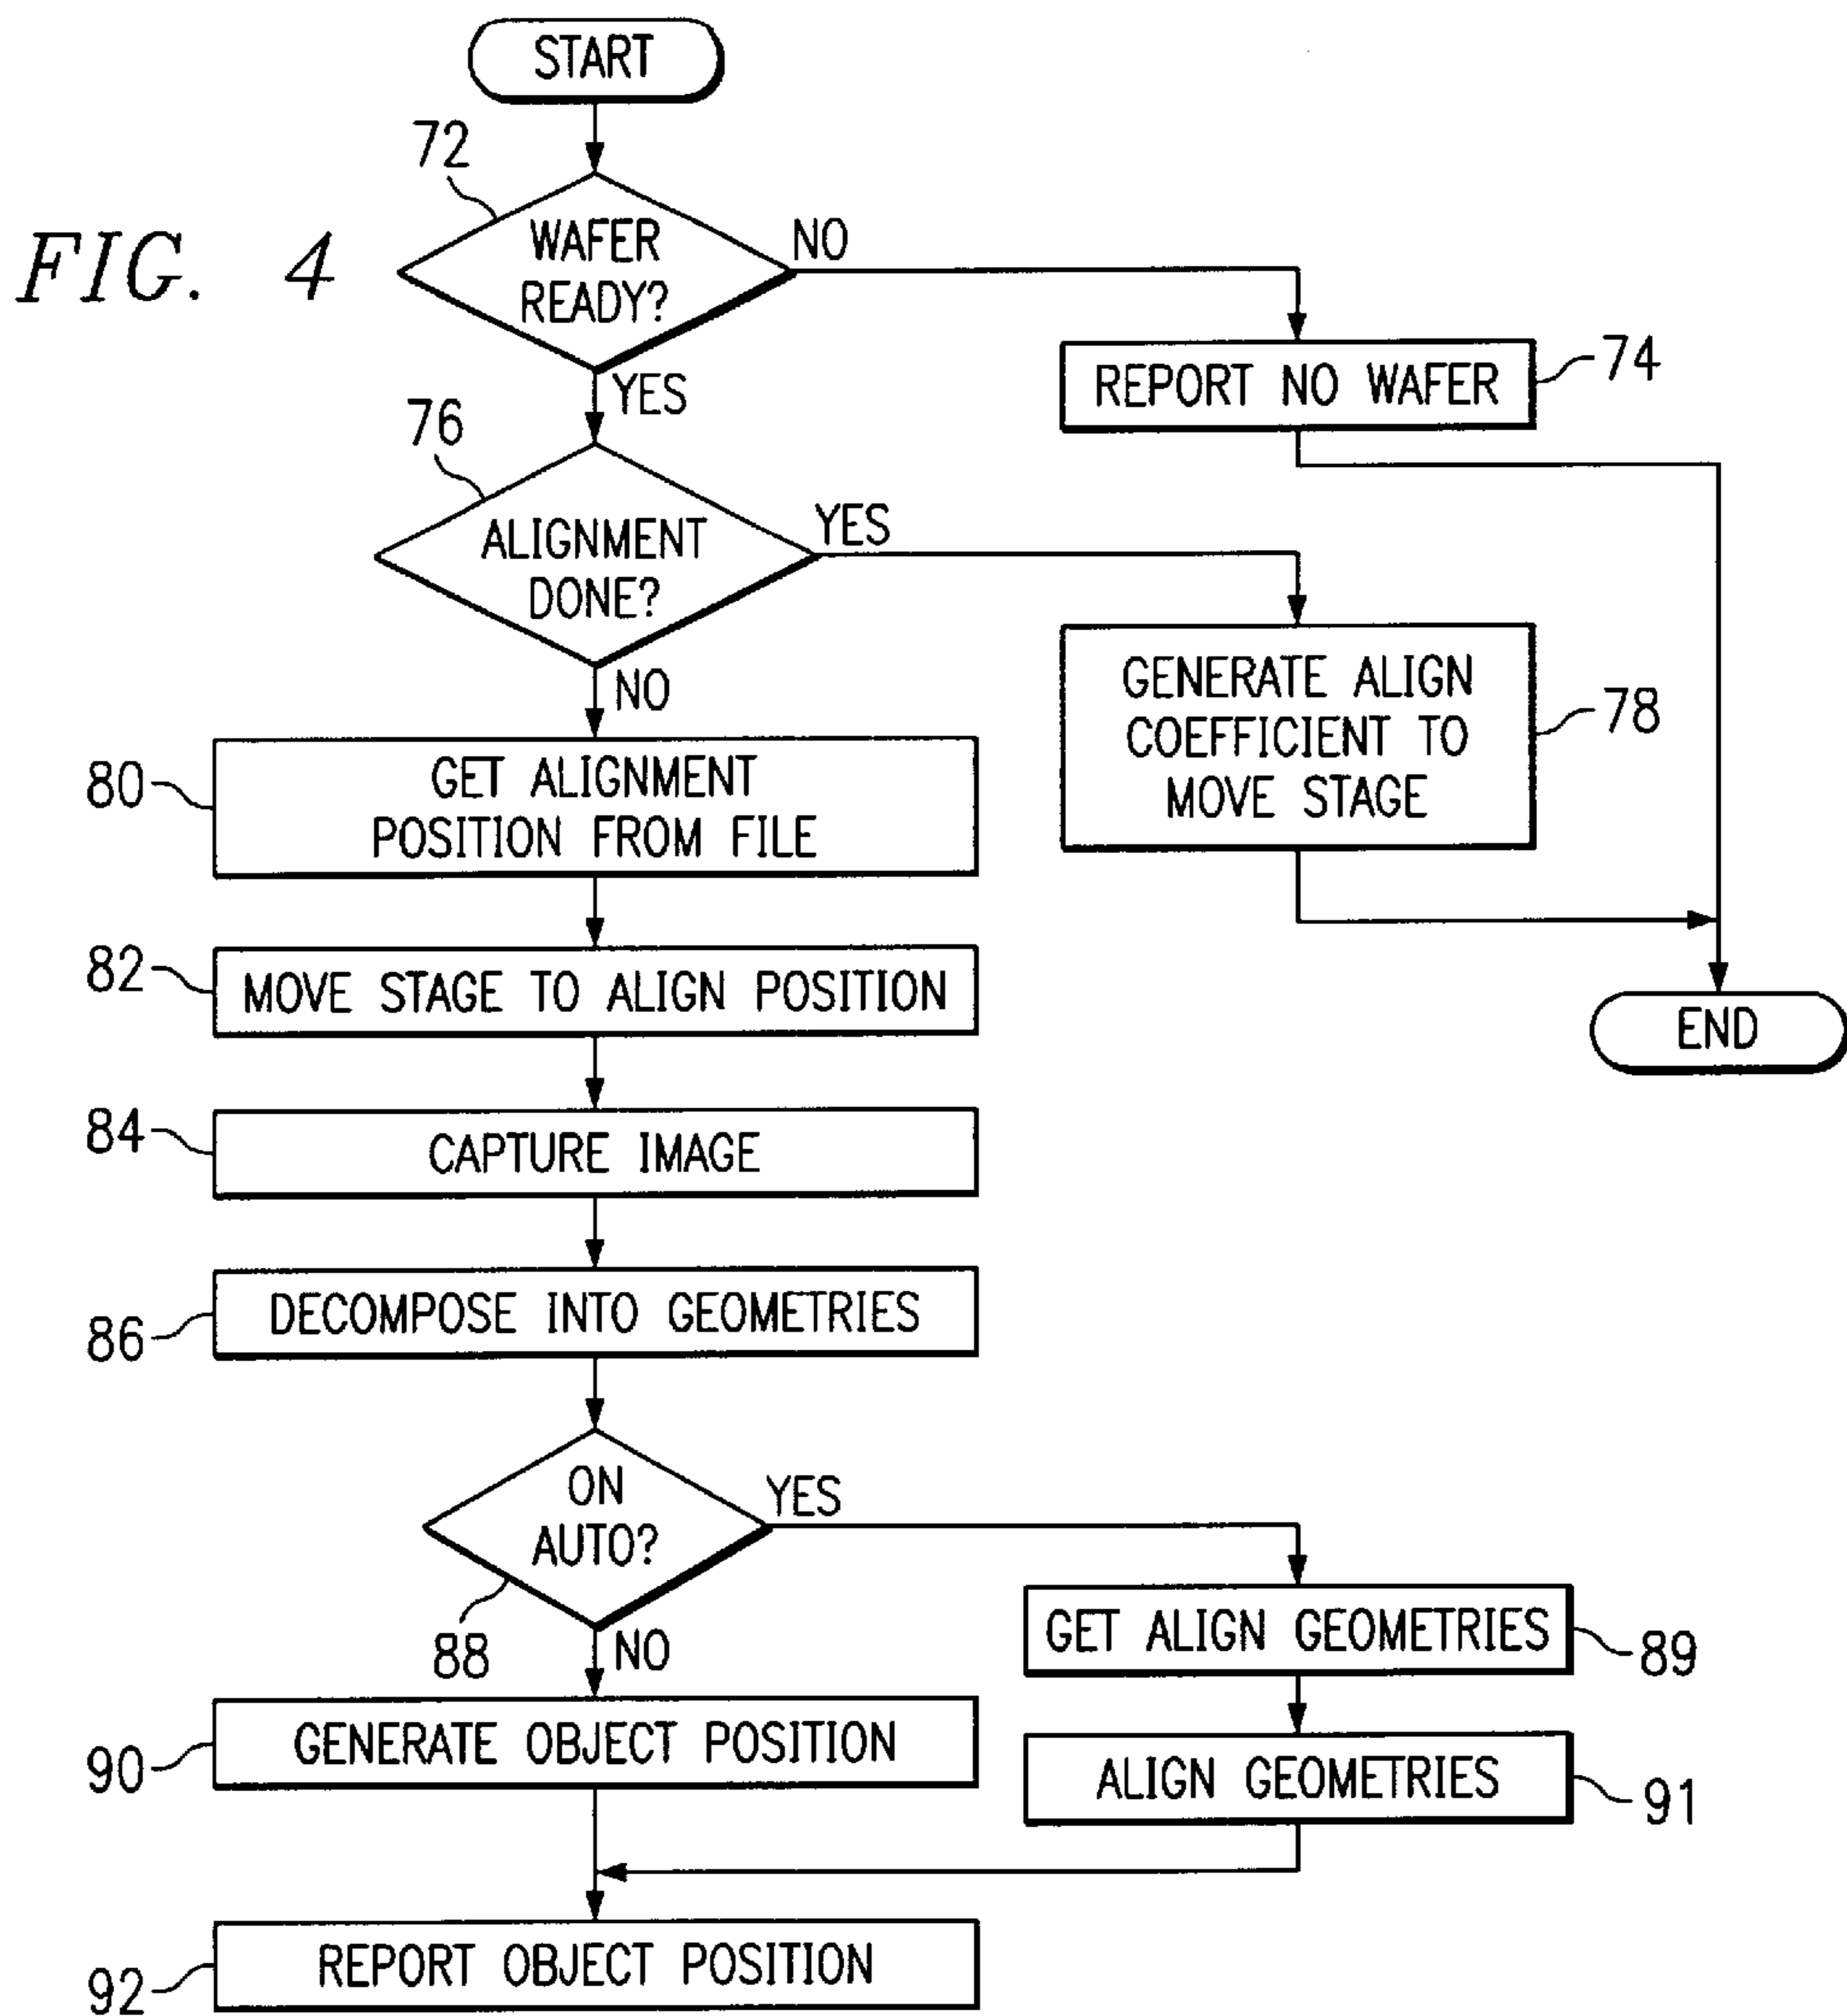 START
72
FIG. 4
WAFER
READY?
NO
YES
REPORT NO WAFER
74
76
ALIGNMENT
DONE?
YES
NO
GENERATE ALIGN
COEFFICIENT TO
MOVE STAGE
78
80
GET ALIGNMENT
POSITION FROM FILE
82
MOVE STAGE TO ALIGN POSITION
END
84
CAPTURE IMAGE
86
DECOMPOSE INTO GEOMETRIES
ON
AUTO?
YES
88
NO
GET ALIGN GEOMETRIES
89
90
GENERATE OBJECT POSITION
ALIGN GEOMETRIES
91
92
REPORT OBJECT POSITION